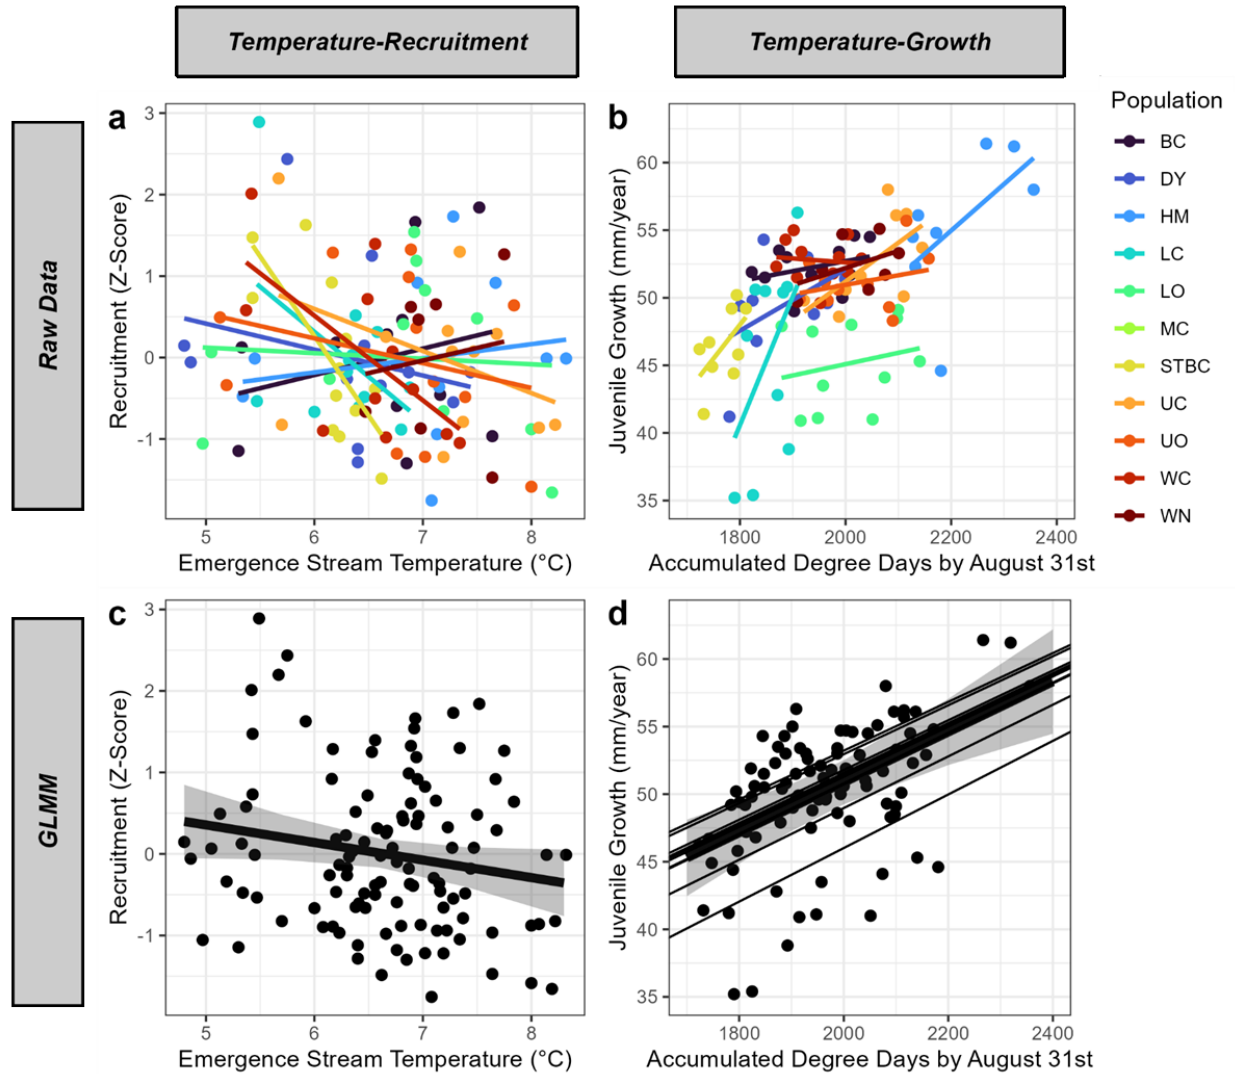 Temperature-Recruitment
Temperature-Growth
Raw Data
a
3
2
1
0
-1
Recruitment (Z-Score)
5 6 7 8
Emergence Stream Temperature (°C)
b
60
55
50
45
40
35
Juvenile Growth (mm/year)
1800 2000 2200 2400
Accumulated Degree Days by August 31st
Population
BC
DY
HM
LC
LO
MC
STBC
UC
UO
WC
WN
GLMM
c
3
2
1
0
-1
Recruitment (Z-Score)
5 6 7 8
Emergence Stream Temperature (°C)
d
60
55
50
45
40
35
Juvenile Growth (mm/year)
1800 2000 2200 2400
Accumulated Degree Days by August 31st